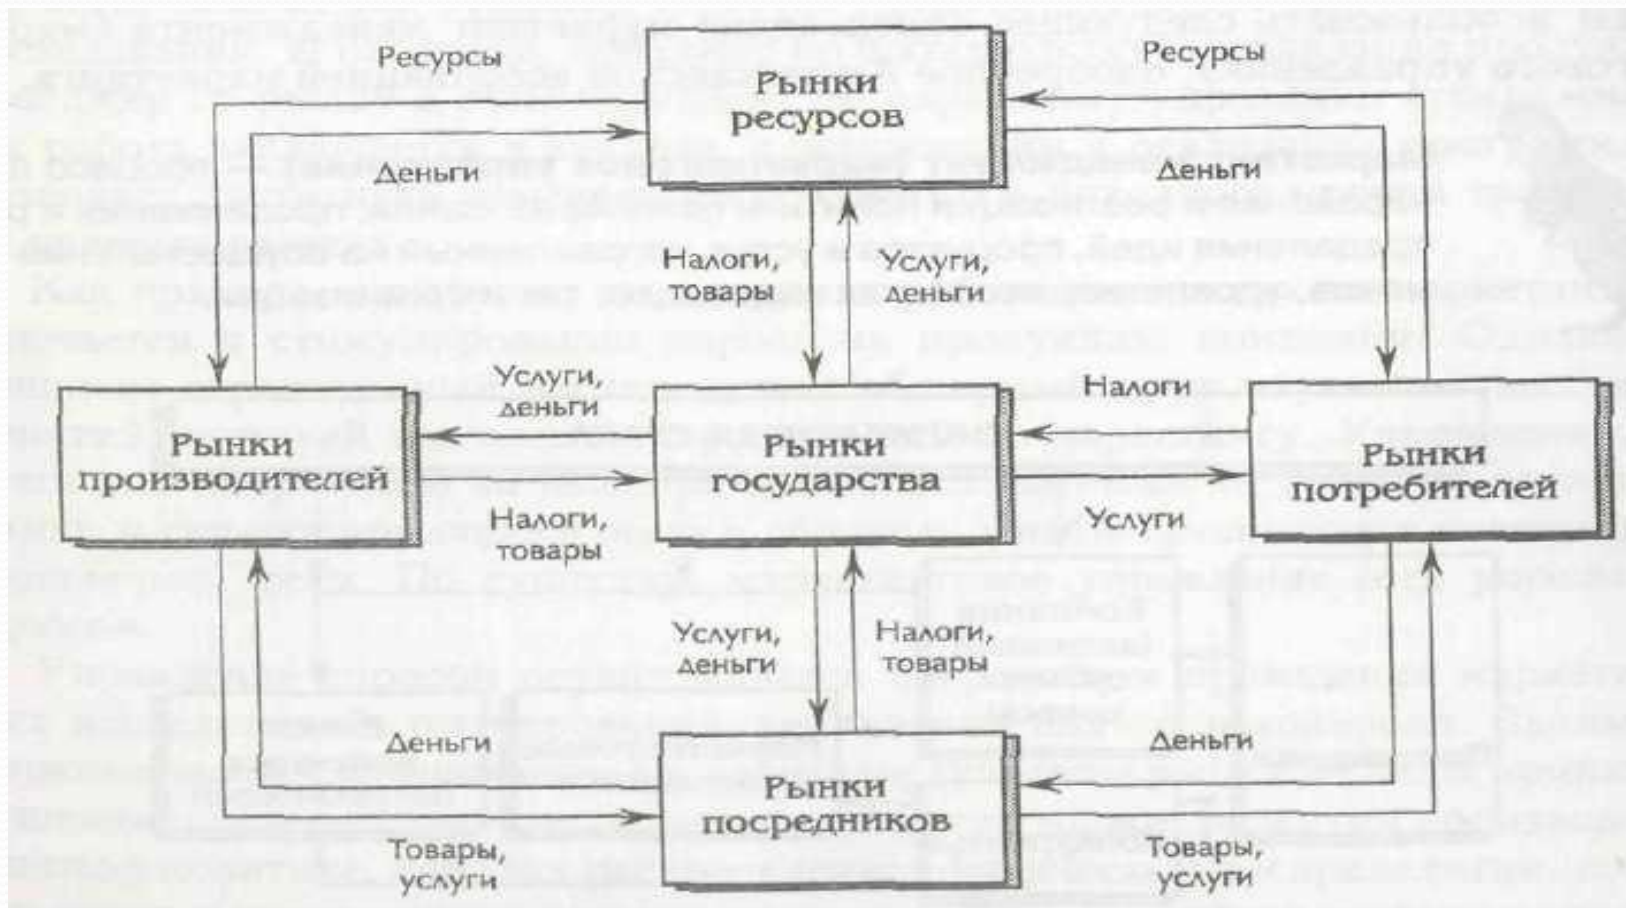 Ресурсы
Рынки
ресурсов
Ресурсы
Деньги
Деньги
Налоги,
товары
Услуги,
деньги
Услуги,
деньги
Налоги
Рынки
производителей
Рынки
государства
Рынки
потребителей
Налоги,
товары
Услуги
Услуги,
деньги
Налоги,
товары
Деньги
Деньги
Рынки
посредников
Товары,
услуги
Товары,
услуги